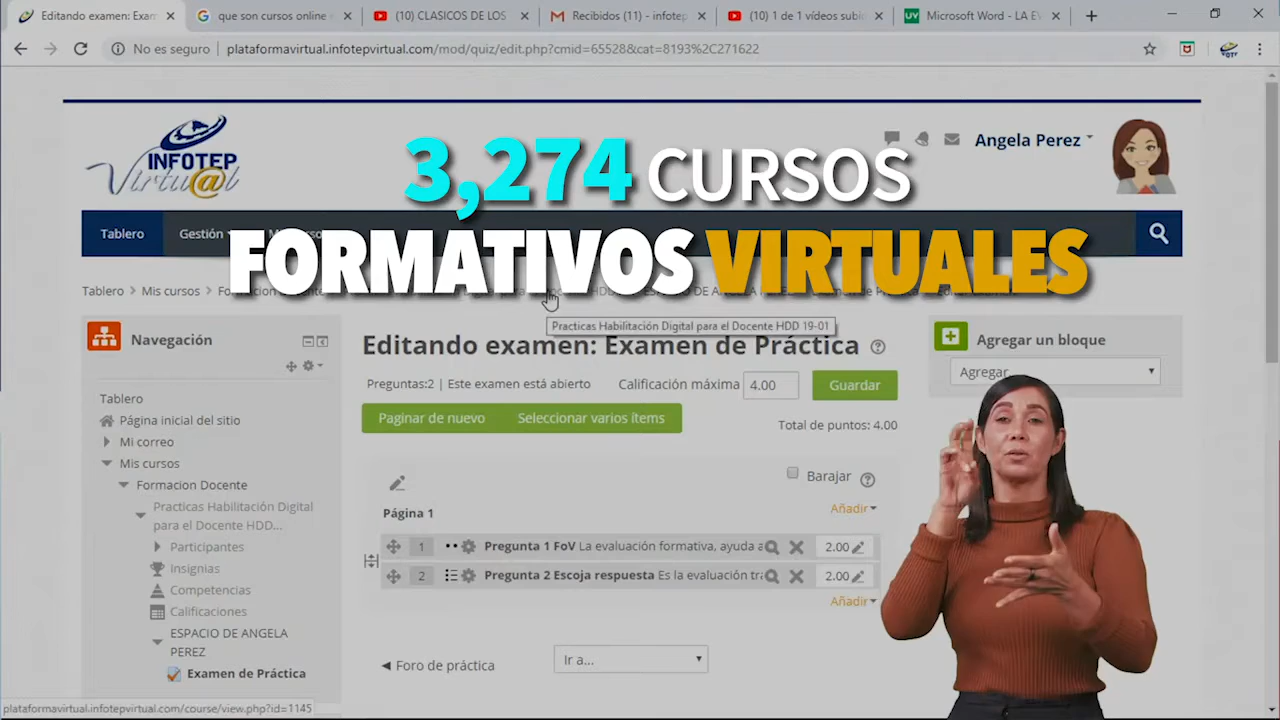 Editando examen: Exam
que son cursos online
(10) CLASICOS DE LOS
Recibidos (11) - infotep
(10) 1 de 1 vídeos subid
Microsoft Word - LA EV
No es seguro
plataformavirtual.infotepvirtual.com/mod/quiz/edit.php?cmid=65528&cat=8193%2C271622
INFOTEP
Virtu@l
Angela Perez
3,274 CURSOS
FORMATIVOS VIRTUALES
Tablero
Gestión
Tablero
Mis cursos
Practicas Habilitación Digital para el Docente HDD 19-01
Navegación
Editando examen: Examen de Práctica
Agregar un bloque
Agregar...
Preguntas:2 | Este examen está abierto
Calificación máxima 4.00
Guardar
Paginar de nuevo
Seleccionar varios ítems
Total de puntos: 4.00
Tablero
Página inicial del sitio
Mi correo
Mis cursos
Formacion Docente
Practicas Habilitación Digital
para el Docente HDD...
Participantes
Insignias
Competencias
Calificaciones
ESPACIO DE ANGELA
PEREZ
Examen de Práctica
Barajar
Página 1
Añadir
1 Pregunta 1 FoV La evaluación formativa, ayuda a 2.00
2 Pregunta 2 Escoja respuesta Es la evaluación tra 2.00
Añadir
Foro de práctica
Ir a...
plataformavirtual.infotepvirtual.com/course/view.php?id=1145